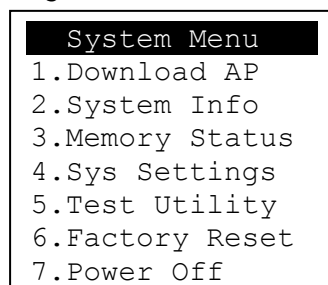 System Menu
1.Download AP
2.System Info
3.Memory Status
4.Sys Settings
5.Test Utility
6.Factory Reset
7.Power Off